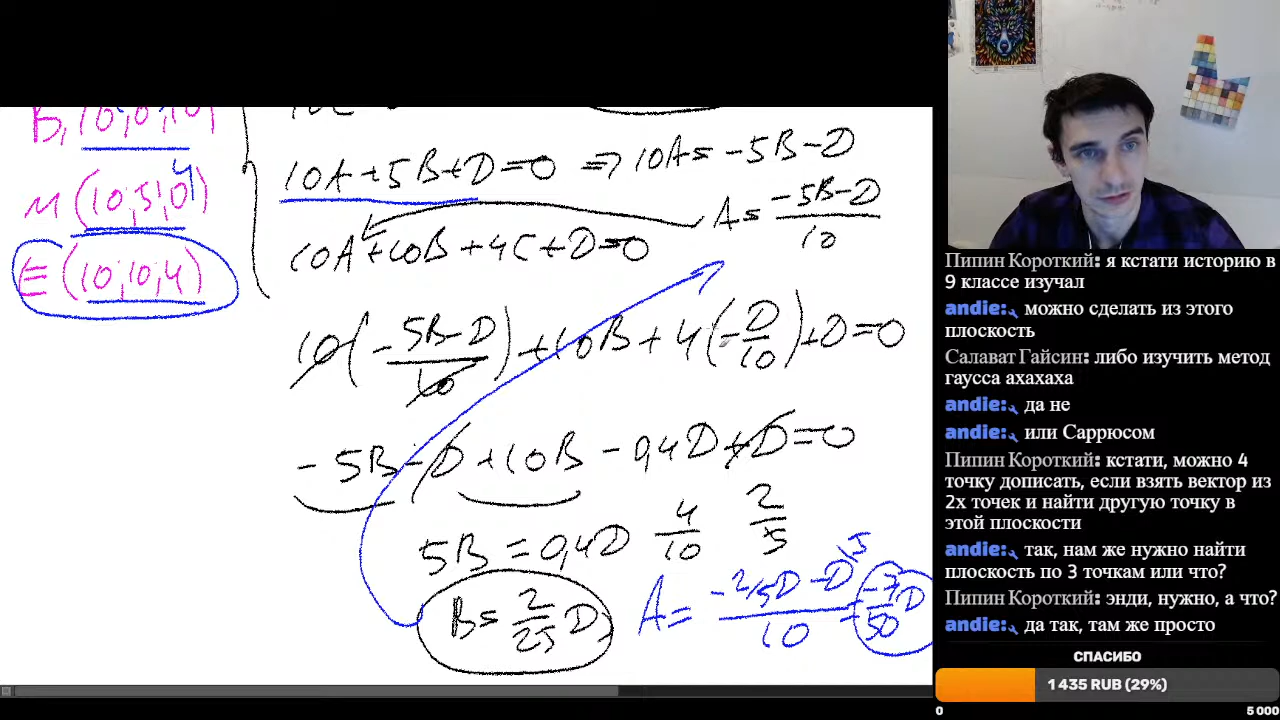 B₁ (10;0;10)
M (10;5;0)
4
E (10;10;4)
10C
10A+5B+D=0 => 10A=-5B-D
A= (-5B-D)/10
10A+10B+4C+D=0
10(-(5B-D)/10)+10B+4(-D/10)+D=0
-5B-D+10B-0,4D+D=0
5B=0,4D 4/10 2/5
B=2/25 D
A= (-2/5D-D)/10 = -7/50 D
5
Пипин Короткий: я кстати историю в
9 классе изучал
andie: можно сделать из этого
плоскость
Салават Гайсин: либо изучить метод
гаусса ахахаха
andie: да не
andie: или Саррюсом
Пипин Короткий: кстати, можно 4
точку дописать, если взять вектор из
2х точек и найти другую точку в
этой плоскости
andie: так, нам же нужно найти
плоскость по 3 точкам или что?
Пипин Короткий: энди, нужно, а что?
andie: да так, там же просто
СПАСИБО
1 435 RUB (29%)
0 5 000